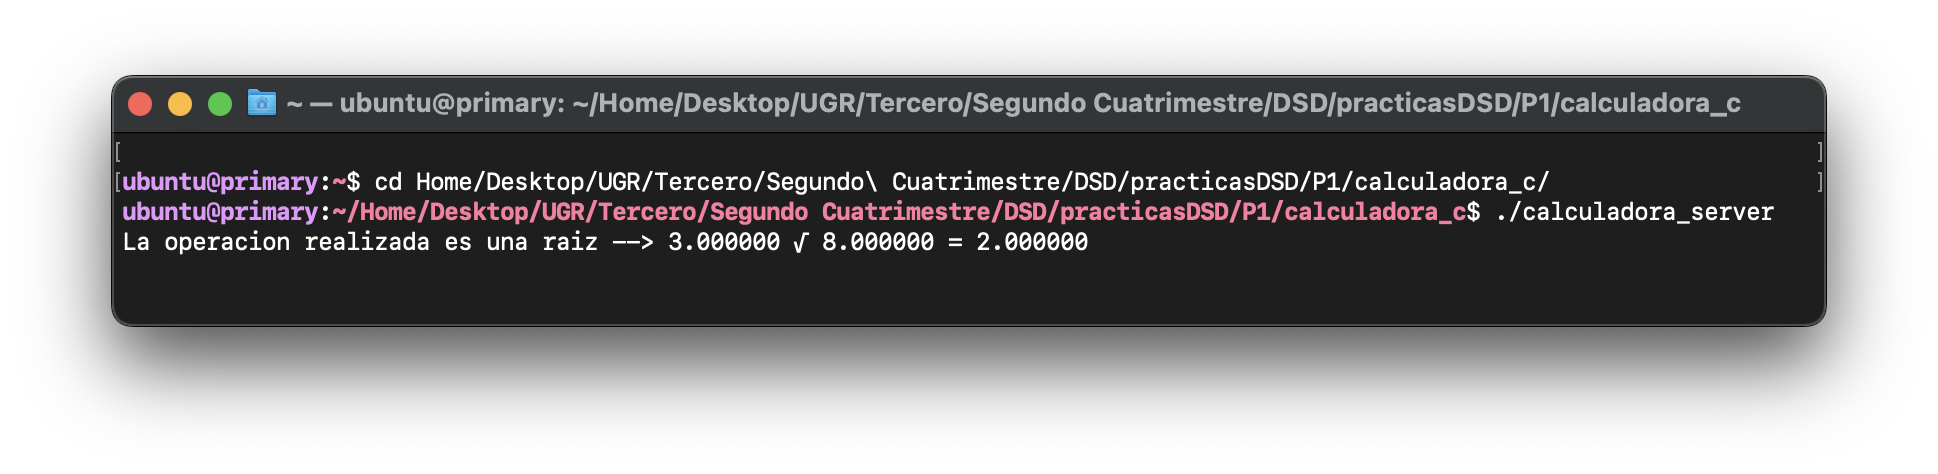 ~ — ubuntu@primary: ~/Home/Desktop/UGR/Tercero/Segundo Cuatrimestre/DSD/practicasDSD/P1/calculadora_c
[ ]
[ubuntu@primary:~$ cd Home/Desktop/UGR/Tercero/Segundo\ Cuatrimestre/DSD/practicasDSD/P1/calculadora_c/ ]
ubuntu@primary:~/Home/Desktop/UGR/Tercero/Segundo Cuatrimestre/DSD/practicasDSD/P1/calculadora_c$ ./calculadora_server
La operacion realizada es una raiz --> 3.000000 √ 8.000000 = 2.000000